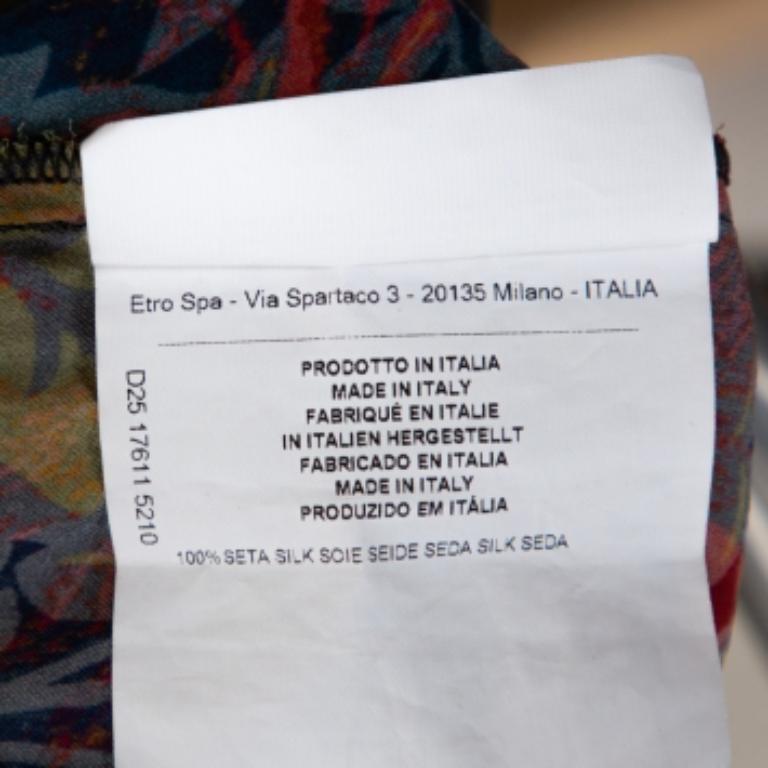 Etro Spa - Via Spartaco 3 - 20135 Milano - ITALIA
PRODOTTO IN ITALIA
MADE IN ITALY
FABRIQUÉ EN ITALIE
IN ITALIEN HERGESTELLT
FABRICADO EN ITALIA
MADE IN ITALY
PRODUZIDO EM ITÁLIA
D25 17611 5210
100% SETA SILK SOIE SEIDE SEDA SILK SEDA